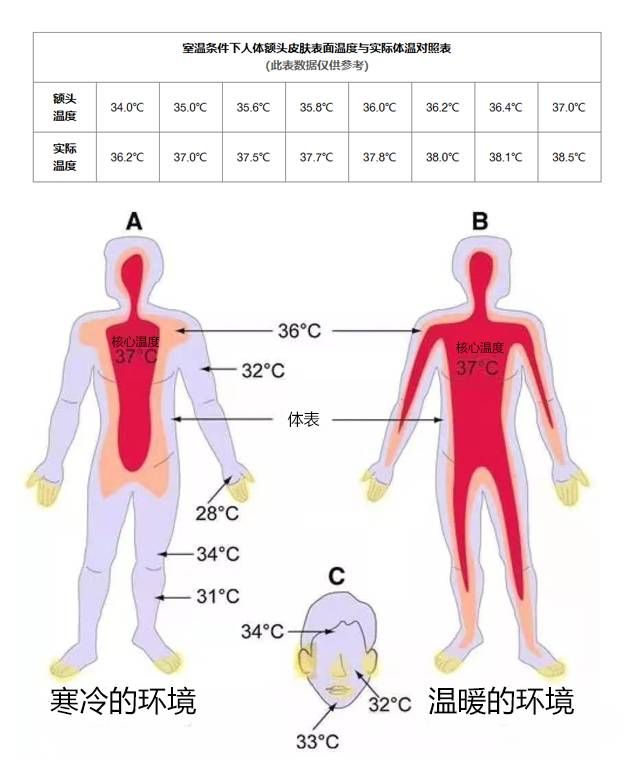 室温条件下人体额头皮肤表面温度与实际体温对照表
(此表数据仅供参考)
额头温度 34.0℃ 35.0℃ 35.6℃ 35.8℃ 36.0℃ 36.2℃ 36.4℃ 37.0℃
实际温度 36.2℃ 37.0℃ 37.5℃ 37.7℃ 37.8℃ 38.0℃ 38.1℃ 38.5℃
A B
36°C
核心温度 核心温度
37°C 37°C
32°C
体表
28°C
34°C
31°C
C
34°C
32°C
33°C
寒冷的环境 温暖的环境